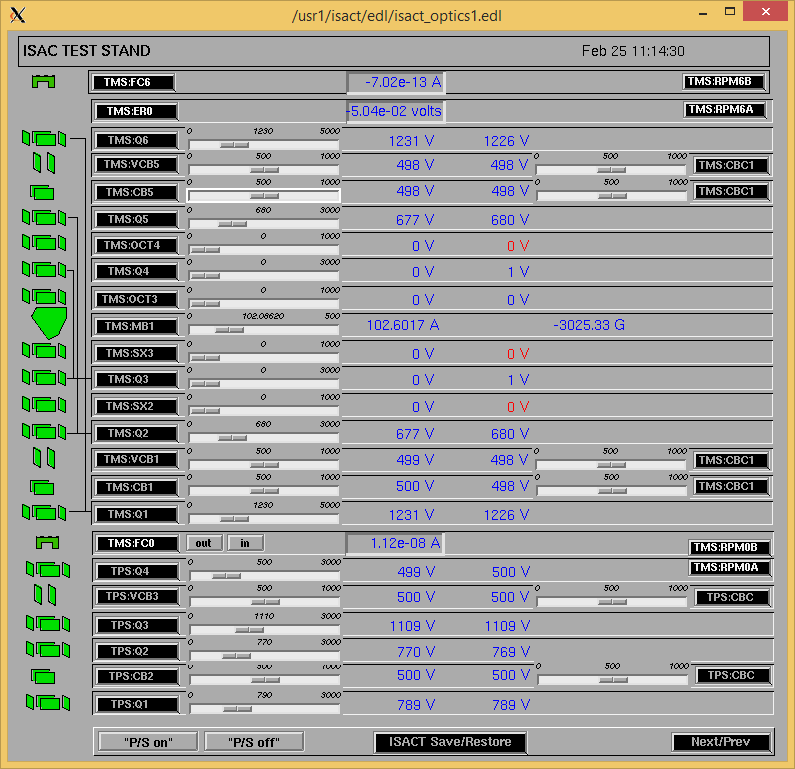 /usr1/isact/edl/isact_optics1.edl
ISAC TEST STAND Feb 25 11:14:30
TMS:FC6 -7.02e-13 A TMS:RPM6B
TMS:ER0 -5.04e-02 volts TMS:RPM6A
TMS:Q6 0 1230 5000 1231 V 1226 V
TMS:VCB5 0 500 1000 498 V 498 V 0 500 1000 TMS:CBC1
TMS:CB5 0 500 1000 498 V 498 V 0 500 1000 TMS:CBC1
TMS:Q5 0 680 3000 677 V 680 V
TMS:OCT4 0 0 1000 0 V 0 V
TMS:Q4 0 0 3000 0 V 1 V
TMS:OCT3 0 0 1000 0 V 0 V
TMS:MB1 0 102.08620 500 102.6017 A -3025.33 G
TMS:SX3 0 0 1000 0 V 0 V
TMS:Q3 0 0 3000 0 V 1 V
TMS:SX2 0 0 1000 0 V 0 V
TMS:Q2 0 680 3000 677 V 680 V
TMS:VCB1 0 500 1000 499 V 498 V 0 500 1000 TMS:CBC1
TMS:CB1 0 500 1000 500 V 498 V 0 500 1000 TMS:CBC1
TMS:Q1 0 1230 5000 1231 V 1226 V
TMS:FC0 out in 1.12e-08 A TMS:RPM0B
TPS:Q4 0 500 3000 499 V 500 V TMS:RPM0A
TPS:VCB3 0 500 1000 500 V 500 V 0 500 1000 TPS:CBC
TPS:Q3 0 1110 3000 1109 V 1109 V
TPS:Q2 0 770 3000 770 V 769 V
TPS:CB2 0 500 1000 500 V 500 V 0 500 1000 TPS:CBC
TPS:Q1 0 790 3000 789 V 789 V
"P/S on" "P/S off" ISACT Save/Restore Next/Prev